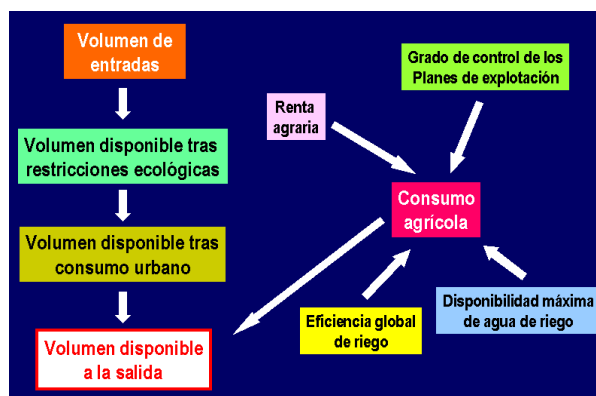 Volumen de
entradas
Grado de control de los
Planes de explotación
Renta
agraria
Volumen disponible tras
restricciones ecológicas
Consumo
agrícola
Volumen disponible tras
consumo urbano
Disponibilidad máxima
de agua de riego
Eficiencia global
de riego
Volumen disponible
a la salida